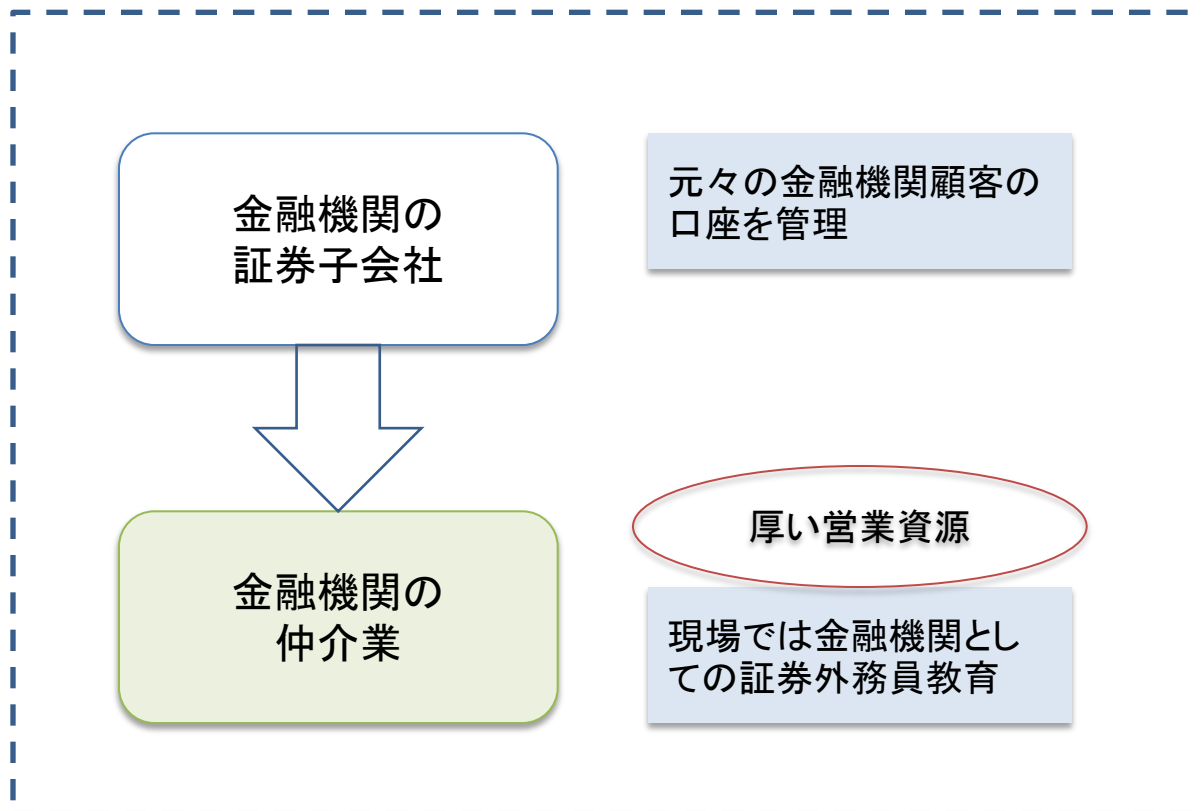 金融機関の
証券子会社
元々の金融機関顧客の
口座を管理
厚い営業資源
金融機関の
仲介業
現場では金融機関とし
ての証券外務員教育